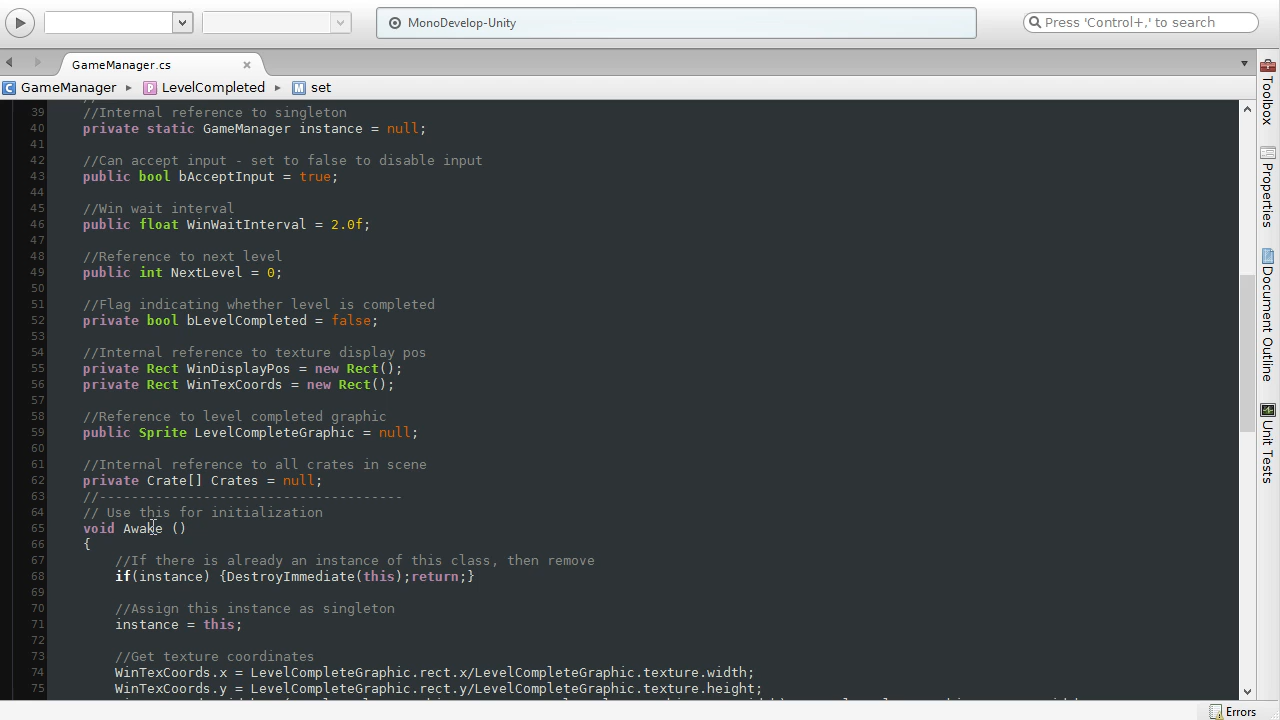 MonoDevelop-Unity
Press 'Control+,' to search
GameManager.cs
GameManager ▸ LevelCompleted ▸ set
39 //Internal reference to singleton
40 private static GameManager instance = null;
41
42 //Can accept input - set to false to disable input
43 public bool bAcceptInput = true;
44
45 //Win wait interval
46 public float WinWaitInterval = 2.0f;
47
48 //Reference to next level
49 public int NextLevel = 0;
50
51 //Flag indicating whether level is completed
52 private bool bLevelCompleted = false;
53
54 //Internal reference to texture display pos
55 private Rect WinDisplayPos = new Rect();
56 private Rect WinTexCoords = new Rect();
57
58 //Reference to level completed graphic
59 public Sprite LevelCompleteGraphic = null;
60
61 //Internal reference to all crates in scene
62 private Crate[] Crates = null;
63 //--------------------------------------
64 // Use this for initialization
65 void Awake ()
66 {
67 //If there is already an instance of this class, then remove
68 if(instance) {DestroyImmediate(this);return;}
69
70 //Assign this instance as singleton
71 instance = this;
72
73 //Get texture coordinates
74 WinTexCoords.x = LevelCompleteGraphic.rect.x/LevelCompleteGraphic.texture.width;
75 WinTexCoords.y = LevelCompleteGraphic.rect.y/LevelCompleteGraphic.texture.height;
Toolbox
Properties
Document Outline
Unit Tests
Errors